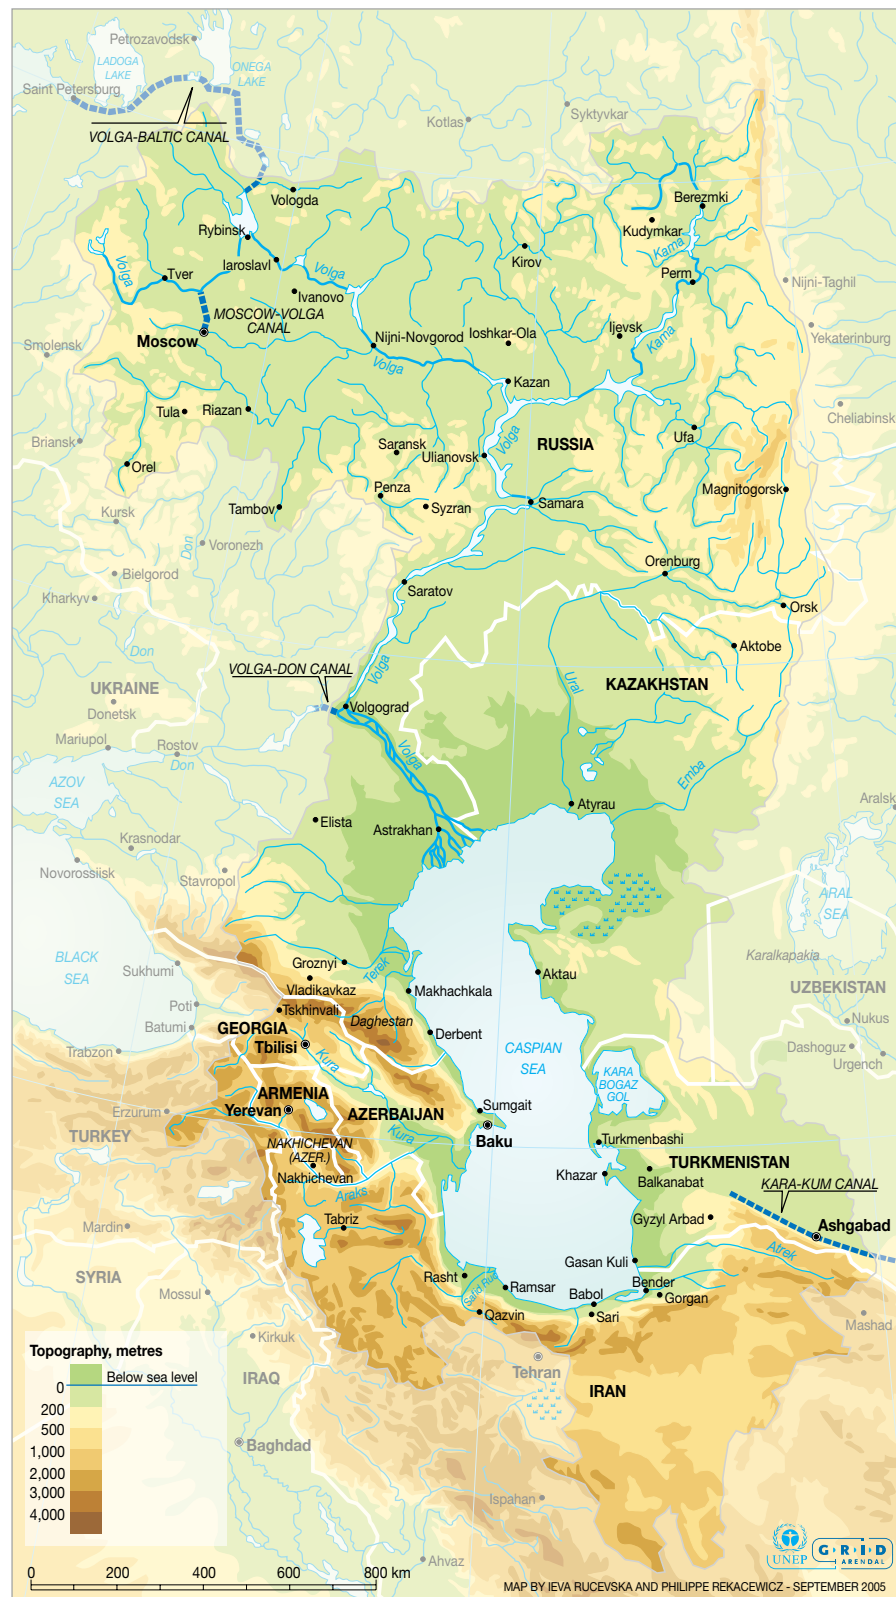 Petrozavodsk
LADOGA
LAKE
ONEGA
LAKE
Saint Petersburg
VOLGA-BALTIC CANAL
Kotlas
Syktyvkar
Vologda
Berezmki
Kudymkar
Rybinsk
Iaroslavl
Volga
Kirov
Kama
Volga
Tver
Perm
Nijni-Taghil
Ivanovo
MOSCOW-VOLGA
CANAL
Moscow
Smolensk
Nijni-Novgorod
Ioshkar-Ola
Ijevsk
Kama
Yekaterinburg
Volga
Kazan
Tula
Riazan
Cheliabinsk
Briansk
Saransk
Ulianovsk
Volga
RUSSIA
Ufa
Orel
Penza
Magnitogorsk
Kursk
Tambov
Syzran
Samara
Don
Voronezh
Bielgorod
Orenburg
Kharkyv
Saratov
Orsk
Don
Aktobe
VOLGA-DON CANAL
Volga
Ural
KAZAKHSTAN
UKRAINE
Donetsk
Volgograd
Mariupol
Rostov
Don
Volga
Emba
AZOV
SEA
Atyrau
Aralsk
Elista
Astrakhan
Krasnodar
Novorossiisk
Stavropol
ARAL
SEA
BLACK
SEA
Sukhumi
Groznyi
Terek
Aktau
Karalkapakia
Vladikavkaz
Makhachkala
UZBEKISTAN
Poti
Tskhinvali
Daghestan
Nukus
Batumi
GEORGIA
Derbent
Trabzon
Tbilisi
Kura
CASPIAN
SEA
Dashoguz
Urgench
KARA
BOGAZ
GOL
ARMENIA
Erzurum
Yerevan
AZERBAIJAN
Sumgait
TURKEY
Kura
Baku
Turkmenbashi
NAKHICHEVAN
(AZER.)
Nakhichevan
TURKMENISTAN
Khazar
Balkanabat
KARA-KUM CANAL
Araks
Tabriz
Mardin
Gyzyl Arbad
Ashgabad
Atrek
SYRIA
Gasan Kuli
Rasht
Safid Rud
Ramsar
Bender
Mosul
Babol
Gorgan
Qazvin
Sari
Mashad
Kirkuk
Tehran
IRAQ
IRAN
Baghdad
Ispahan
Ahvaz
Topography, metres
Below sea level
0
200
500
1,000
2,000
3,000
4,000
0 200 400 600 800 km
UNEP
GRID
ARENDAL
MAP BY IEVA RUCEVSKA AND PHILIPPE REKACEWICZ - SEPTEMBER 2005